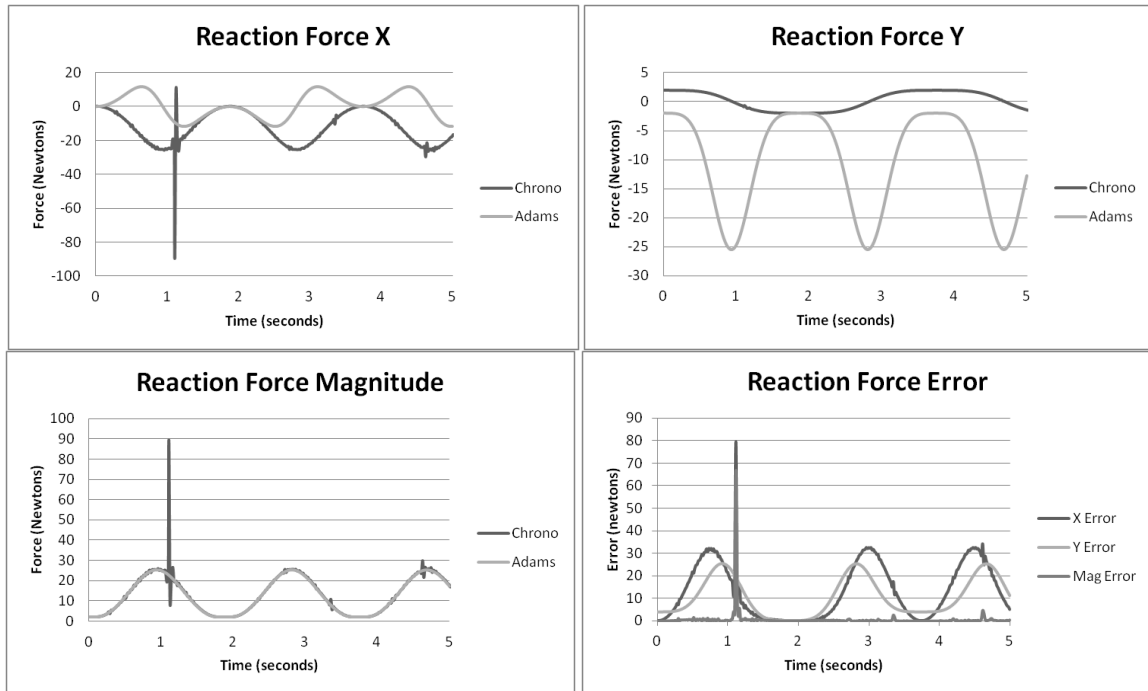 Reaction Force X
Force (Newtons)
20
0
-20
-40
-60
-80
-100
0 1 2 3 4 5
Time (seconds)
Chrono
Adams
Reaction Force Y
Force (Newtons)
5
0
-5
-10
-15
-20
-25
-30
0 1 2 3 4 5
Time (seconds)
Chrono
Adams
Reaction Force Magnitude
Force (Newtons)
100
90
80
70
60
50
40
30
20
10
0
0 1 2 3 4 5
Time (seconds)
Chrono
Adams
Reaction Force Error
Error (newtons)
90
80
70
60
50
40
30
20
10
0
0 1 2 3 4 5
Time (seconds)
X Error
Y Error
Mag Error